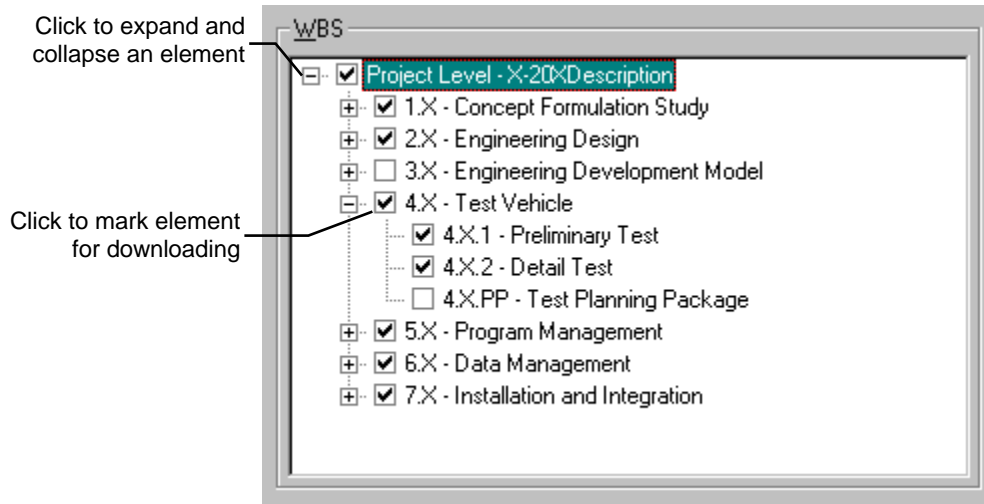 Click to expand and
collapse an element
WBS
Project Level - X-20XDescription
1.X - Concept Formulation Study
2.X - Engineering Design
3.X - Engineering Development Model
4.X - Test Vehicle
Click to mark element
for downloading
4.X.1 - Preliminary Test
4.X.2 - Detail Test
4.X.PP - Test Planning Package
5.X - Program Management
6.X - Data Management
7.X - Installation and Integration